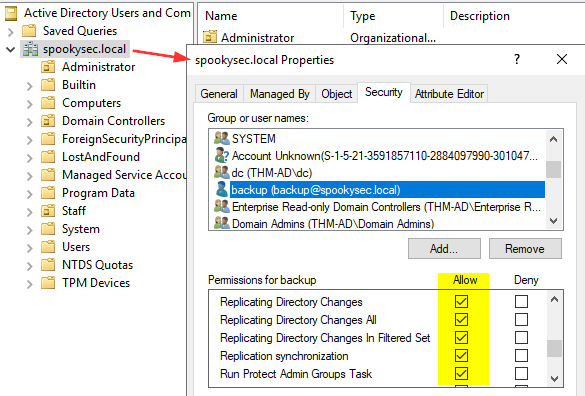 Active Directory Users and Com
Saved Queries
spookysec.local
Administrator
Builtin
Computers
Domain Controllers
ForeignSecurityPrincipa
LostAndFound
Managed Service Accou
Program Data
Staff
System
Users
NTDS Quotas
TPM Devices
Name
Type
Administrator
Organizational...
spookysec.local Properties
?
General
Managed By
Object
Security
Attribute Editor
Group or user names:
SYSTEM
Account Unknown(S-1-5-21-3591857110-2884097990-301047...
dc (THM-AD\dc)
backup (backup@spookysec.local)
Enterprise Read-only Domain Controllers (THM-AD\Enterprise R...
Domain Admins (THM-AD\Domain Admins)
Add...
Remove
Permissions for backup
Allow
Deny
Replicating Directory Changes
Replicating Directory Changes All
Replicating Directory Changes In Filtered Set
Replication synchronization
Run Protect Admin Groups Task